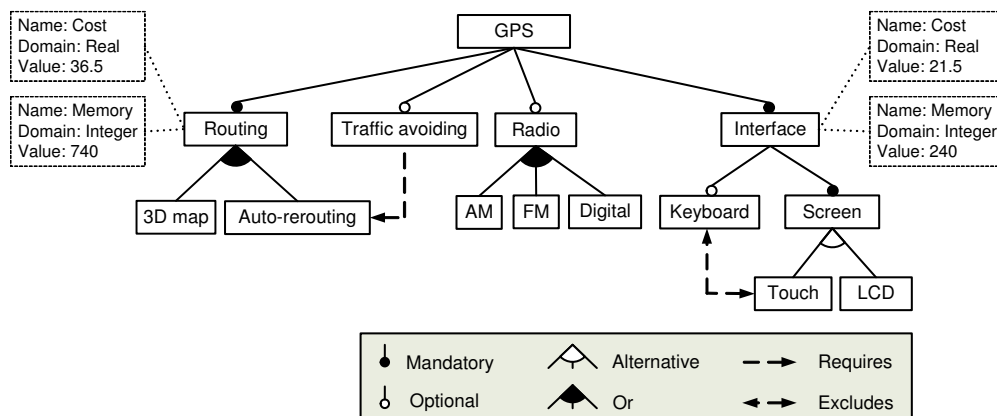 GPS
Name: Cost
Domain: Real
Value: 36.5
Name: Memory
Domain: Integer
Value: 740
Name: Cost
Domain: Real
Value: 21.5
Name: Memory
Domain: Integer
Value: 240
Routing
Traffic avoiding
Radio
Interface
3D map
Auto-rerouting
AM
FM
Digital
Keyboard
Screen
Touch
LCD
Mandatory
Alternative
Requires
Optional
Or
Excludes